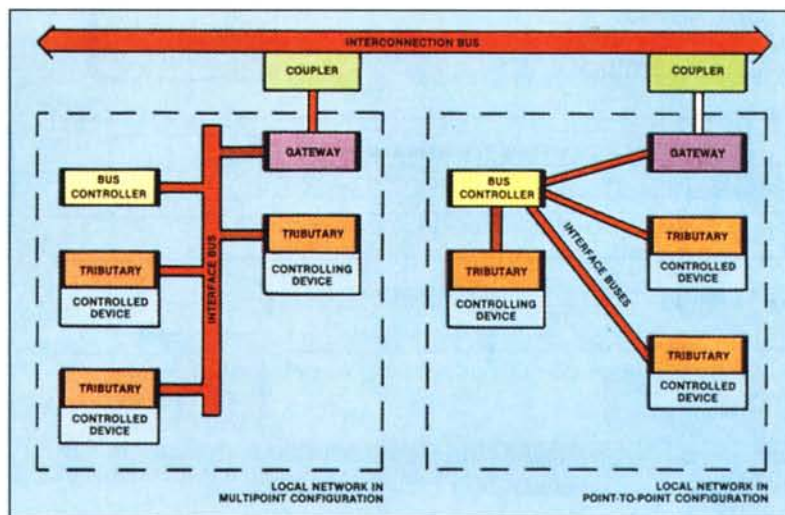 INTERCONNECTION BUS
COUPLER
COUPLER
GATEWAY
BUS
CONTROLLER
TRIBUTARY
CONTROLLING
DEVICE
TRIBUTARY
CONTROLLED
DEVICE
TRIBUTARY
CONTROLLED
DEVICE
INTERFACE BUS
LOCAL NETWORK IN
MULTIPOINT CONFIGURATION
GATEWAY
BUS
CONTROLLER
TRIBUTARY
CONTROLLED
DEVICE
TRIBUTARY
CONTROLLING
DEVICE
INTERFACE BUSES
TRIBUTARY
CONTROLLED
DEVICE
LOCAL NETWORK IN
POINT-TO-POINT CONFIGURATION